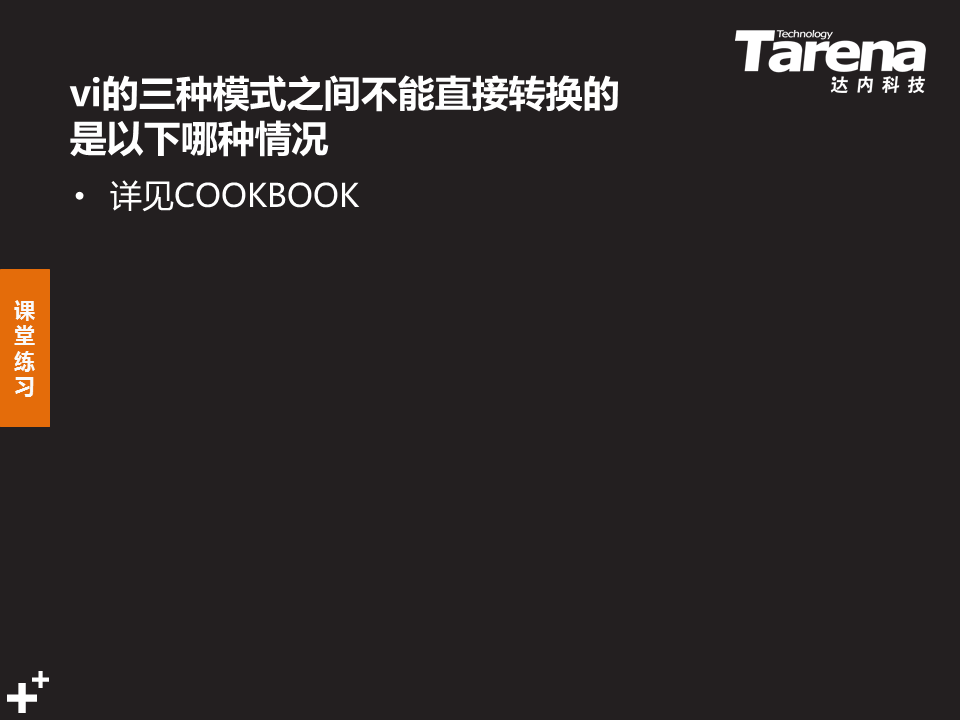 Technology
Tarena
达内科技
vi的三种模式之间不能直接转换的
是以下哪种情况
• 详见COOKBOOK
课
堂
练
习